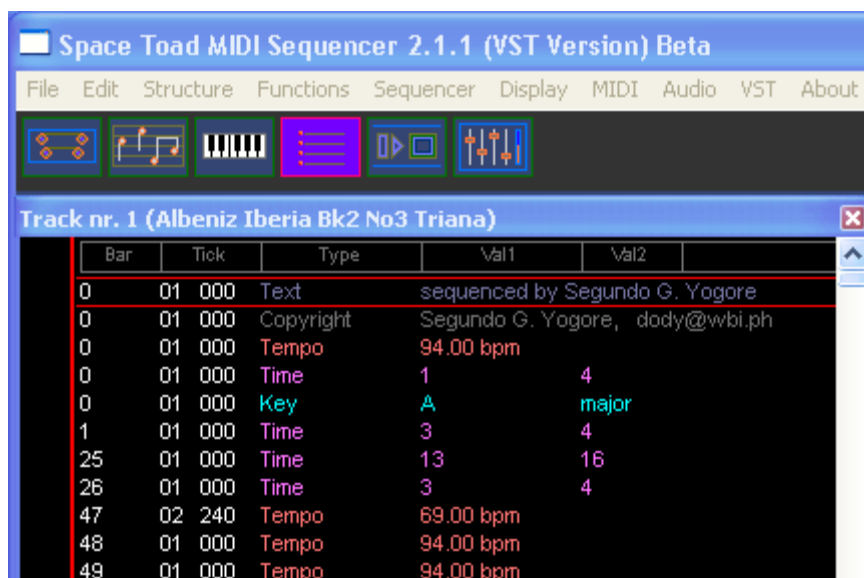 Space Toad MIDI Sequencer 2.1.1 (VST Version) Beta
File Edit Structure Functions Sequencer Display MIDI Audio VST About
Track nr. 1 (Albeniz Iberia Bk2 No3 Triana)
Bar Tick Type Val1 Val2
0 01 000 Text sequenced by Segundo G. Yogore
0 01 000 Copyright Segundo G. Yogore, dody@wbi.ph
0 01 000 Tempo 94.00 bpm
0 01 000 Time 1 4
0 01 000 Key A major
1 01 000 Time 3 4
25 01 000 Time 13 16
26 01 000 Time 3 4
47 02 240 Tempo 69.00 bpm
48 01 000 Tempo 94.00 bpm
49 01 000 Tempo 94.00 bpm